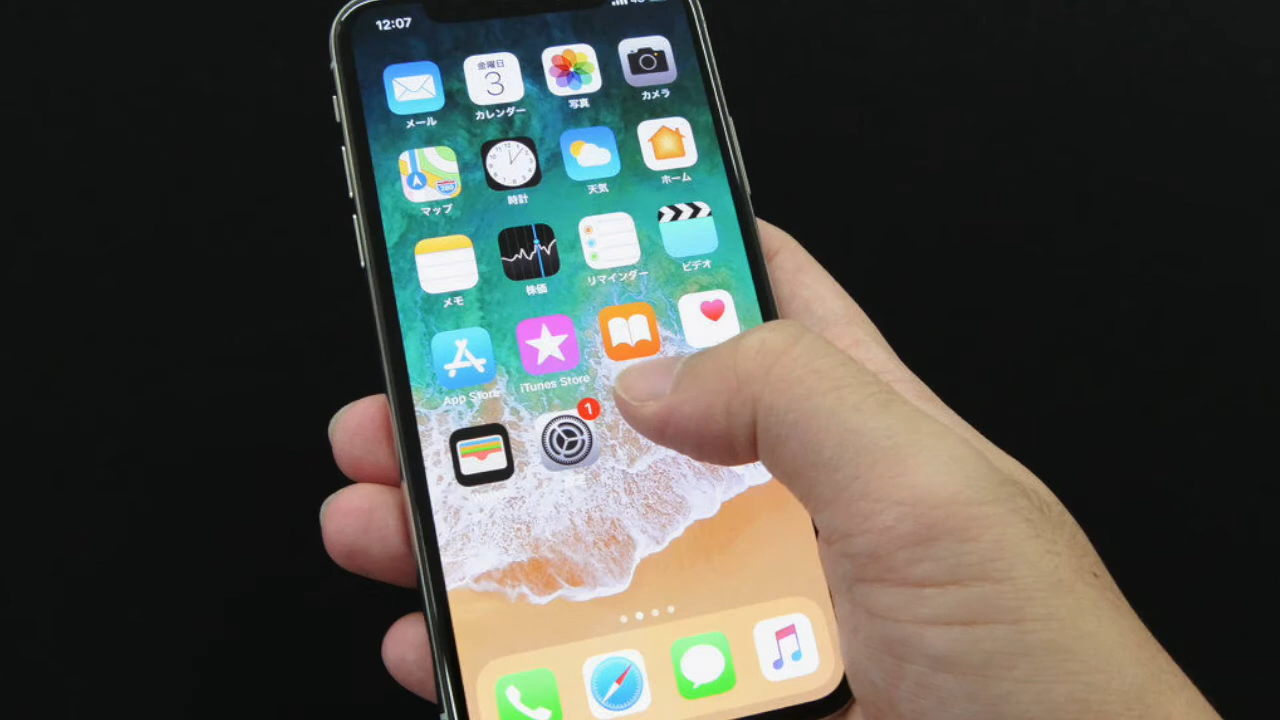 12:07
金曜日
3
メール
カレンダー
写真
カメラ
マップ
時計
天気
ホーム
メモ
株価
リマインダー
ビデオ
App Store
iTunes Store
1